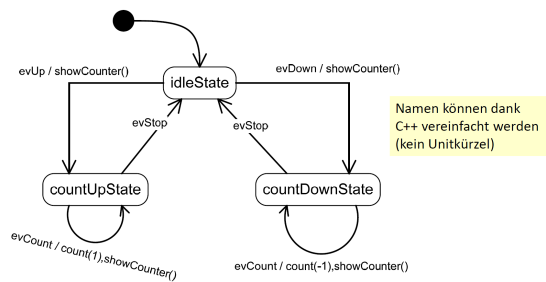 evUp / showCounter()
idleState
evDown / showCounter()
evStop
evStop
Namen können dank
C++ vereinfacht werden
(kein Unitkürzel)
countUpState
countDownState
evCount / count(1),showCounter()
evCount / count(-1),showCounter()